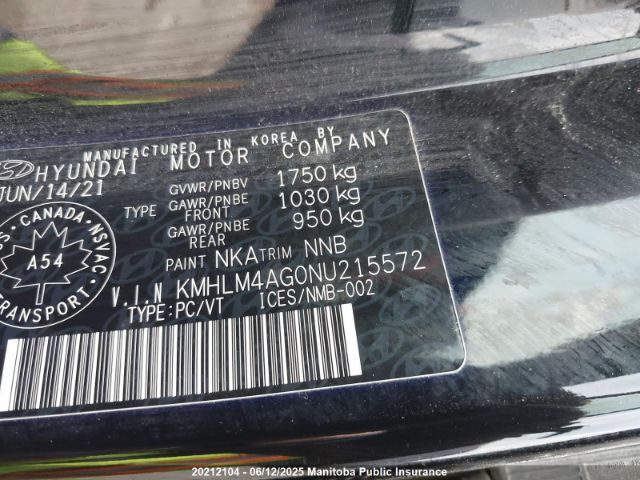 MANUFACTURED IN KOREA BY
HYUNDAI MOTOR COMPANY
JUN/14/21
GVWR/PNBV 1750 kg
TYPE GAWR/PNBE FRONT 1030 kg
GAWR/PNBE REAR 950 kg
PAINT NKA TRIM NNB
V.I.N KMHLM4AG0NU215572
TYPE:PC/VT ICES/NMB-002
CANADA
NSVAC
A54
TRANSPORT
20212104 - 06/12/2025 Manitoba Public Insurance